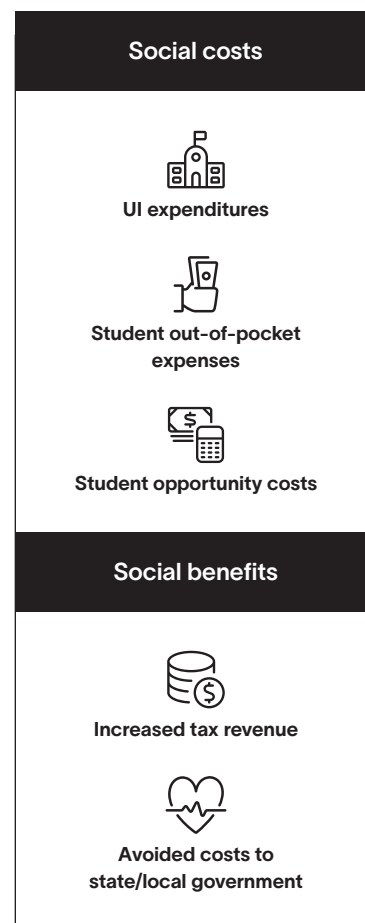 Social costs
UI expenditures
Student out-of-pocket
expenses
$
Student opportunity costs
Social benefits
$
Increased tax revenue
Avoided costs to
state/local government